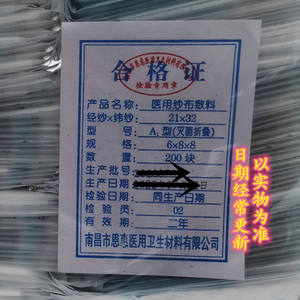 合格证
检验专用章
产品名称 医用纱布敷料
经纱×纬纱 21×32
型号 A1型(灭菌折叠)
规格 6×8×8
数量 200块
生产批号
生产日期
检验日期 同生产日期
检验员 02
有效期 二年
南昌市恩惠医用卫生材料有限公司
以实物为准
日期经常更新